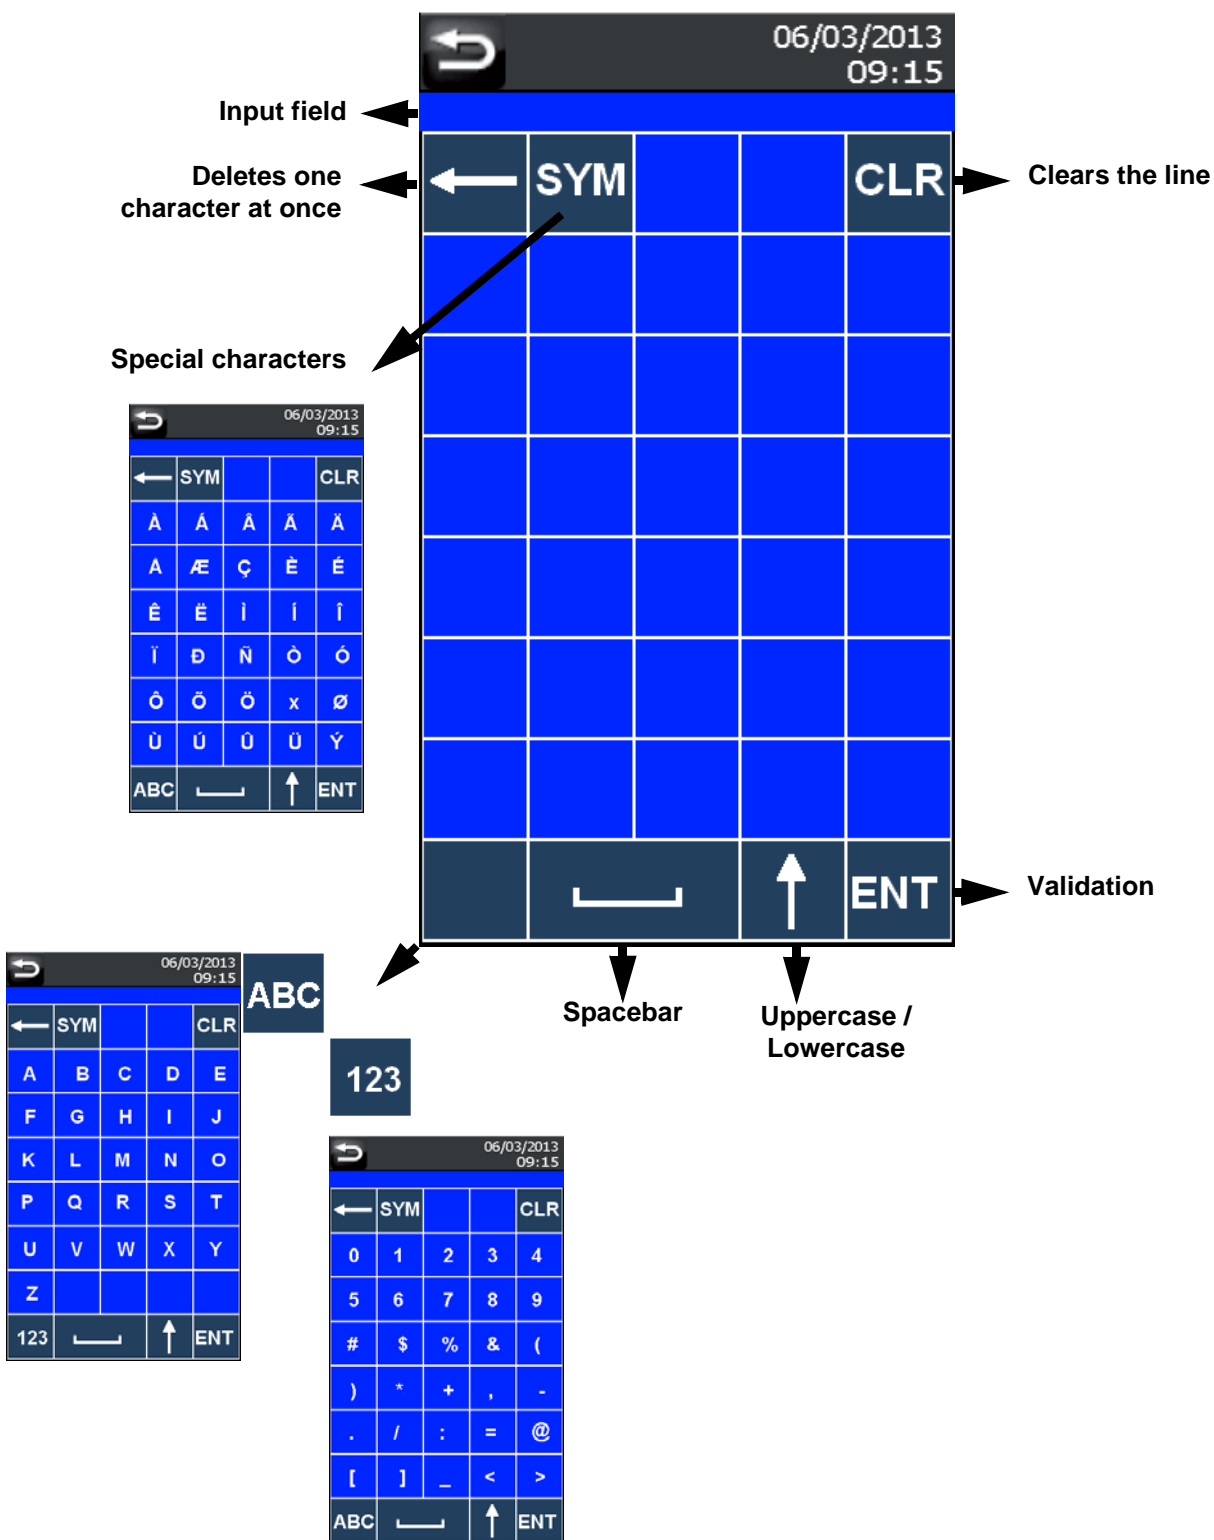 06/03/2013
09:15
Input field
Deletes one
character at once
SYM
CLR
Clears the line
Special characters
06/03/2013
09:15
SYM CLR
À Á Â Ã Ä
A Æ Ç È É
Ê Ë Ì Í Î
Ï Đ Ñ Ò Ó
Ô Õ Ö x Ø
Ù Ú Û Ü Ý
ABC ENT
ENT
Validation
Spacebar
Uppercase /
Lowercase
ABC
123
06/03/2013
09:15
SYM CLR
A B C D E
F G H I J
K L M N O
P Q R S T
U V W X Y
Z
123 ENT
06/03/2013
09:15
SYM CLR
0 1 2 3 4
5 6 7 8 9
# $ % & (
) * + , -
. / : = @
[ ] _ < >
ABC ENT